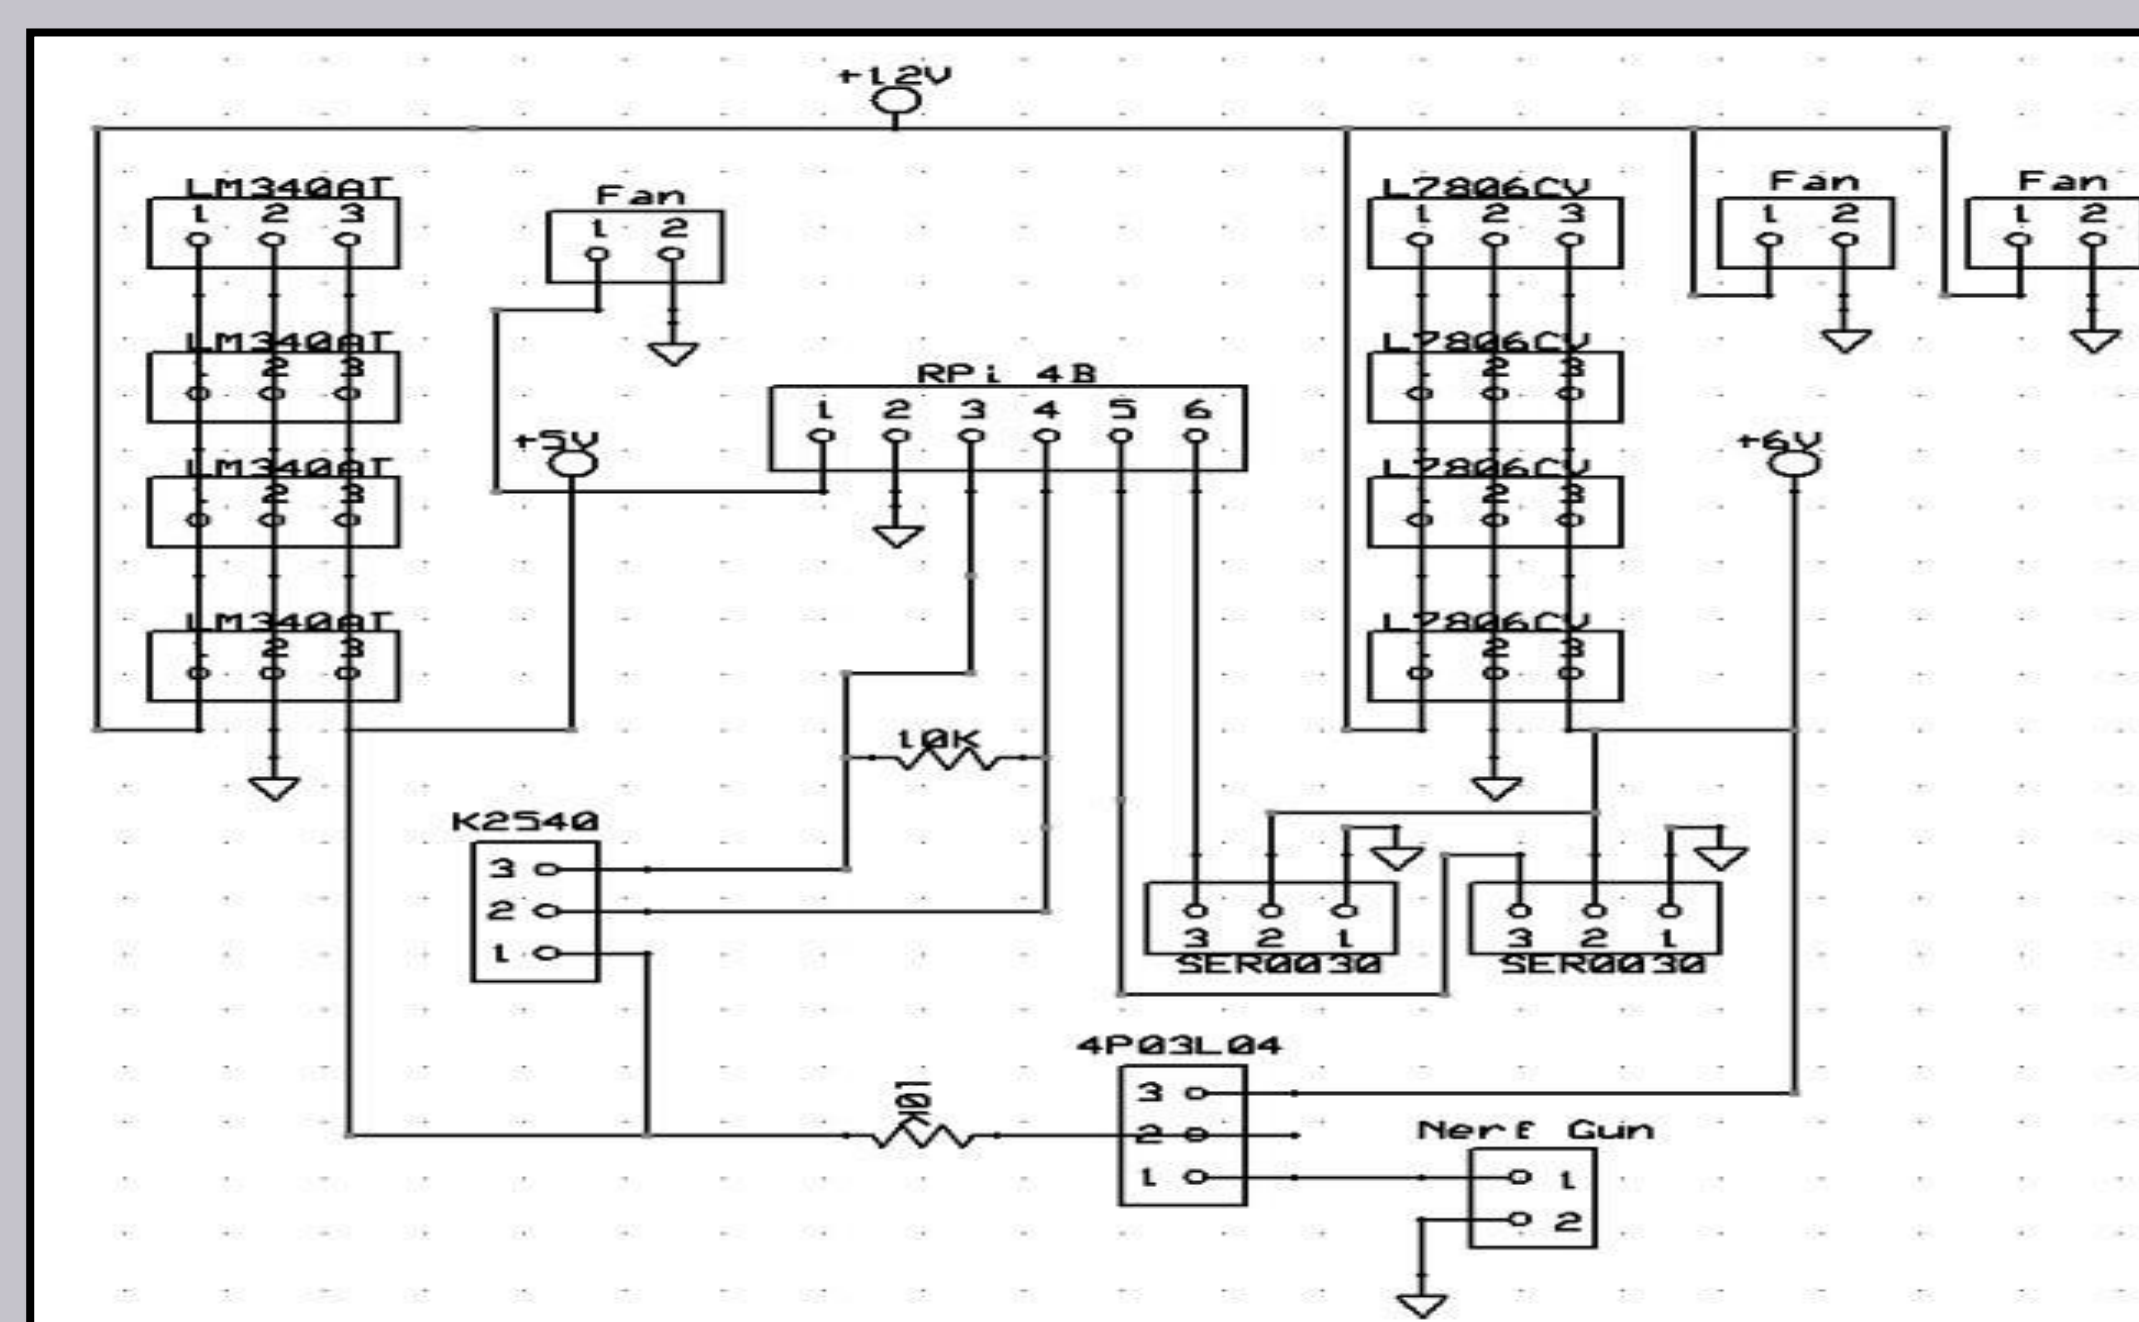 +12V
LM340AT
1 2 3
Fan
1 2
L7806CV
1 2 3
Fan
1 2
Fan
1 2
LM340AT
1 2 3
RPi 4B
1 2 3 4 5 6
L7806CV
1 2 3
+5V
+6V
LM340AT
1 2 3
L7806CV
1 2 3
LM340AT
1 2 3
L7806CV
1 2 3
10K
K2540
3
2
1
3 2 1
SER0030
3 2 1
SER0030
4P03L04
3
2
1
10K
Nerf Gun
1
2